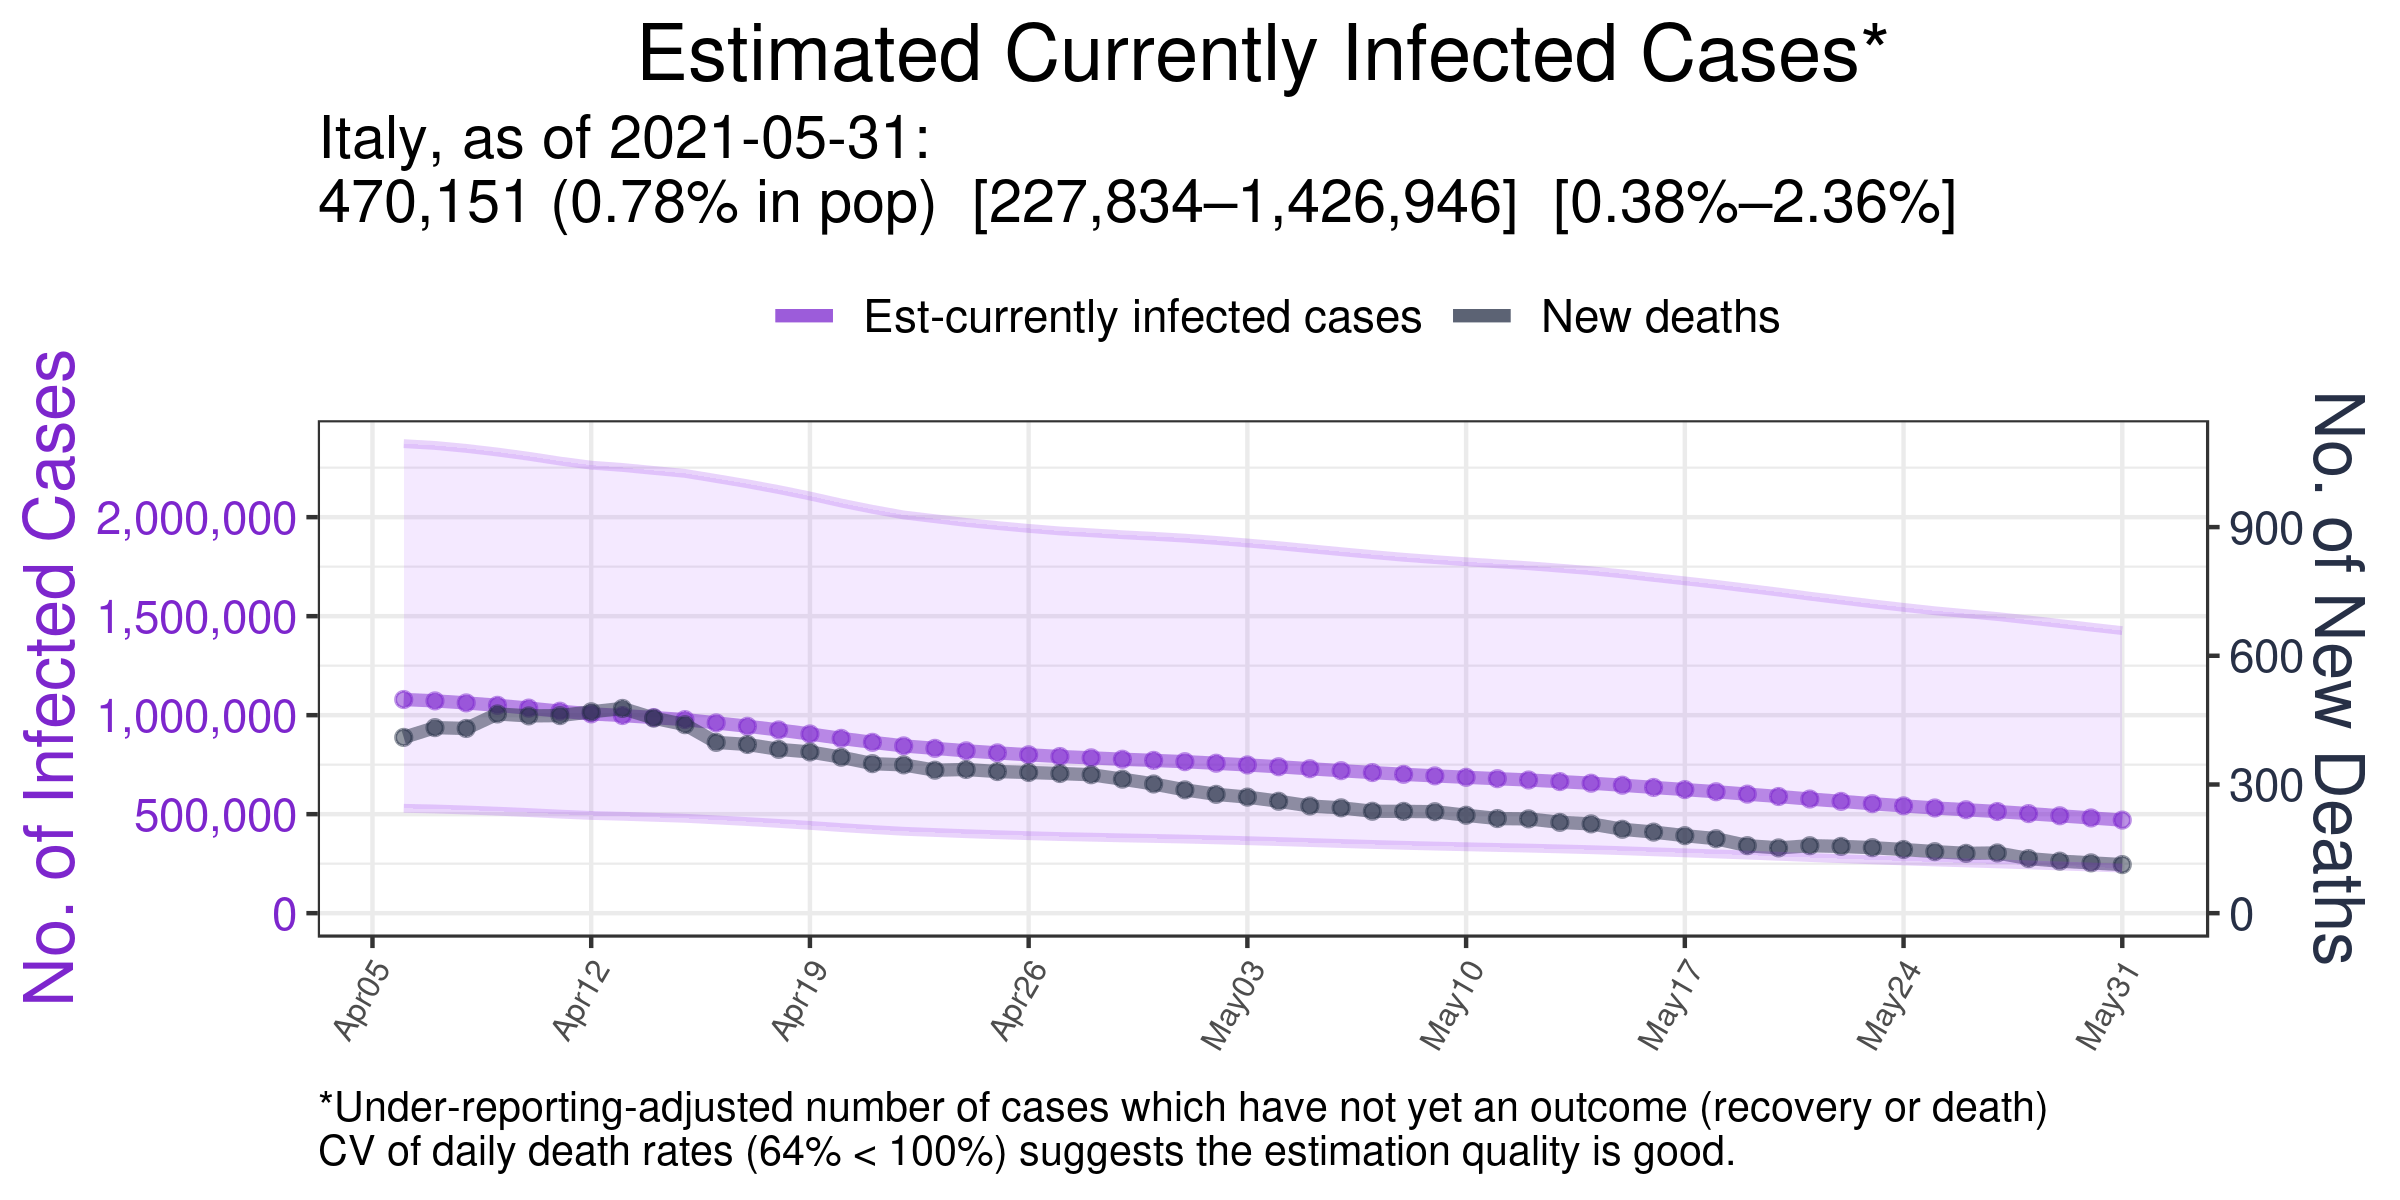 Estimated Currently Infected Cases*
Italy, as of 2021-05-31:
470,151 (0.78% in pop)  [227,834–1,426,946]  [0.38%–2.36%]
Est-currently infected cases
New deaths
No. of Infected Cases
2,000,000
1,500,000
1,000,000
500,000
0
900
600
300
0
No. of New Deaths
Apr05
Apr12
Apr19
Apr26
May03
May10
May17
May24
May31
*Under-reporting-adjusted number of cases which have not yet an outcome (recovery or death)
CV of daily death rates (64% < 100%) suggests the estimation quality is good.